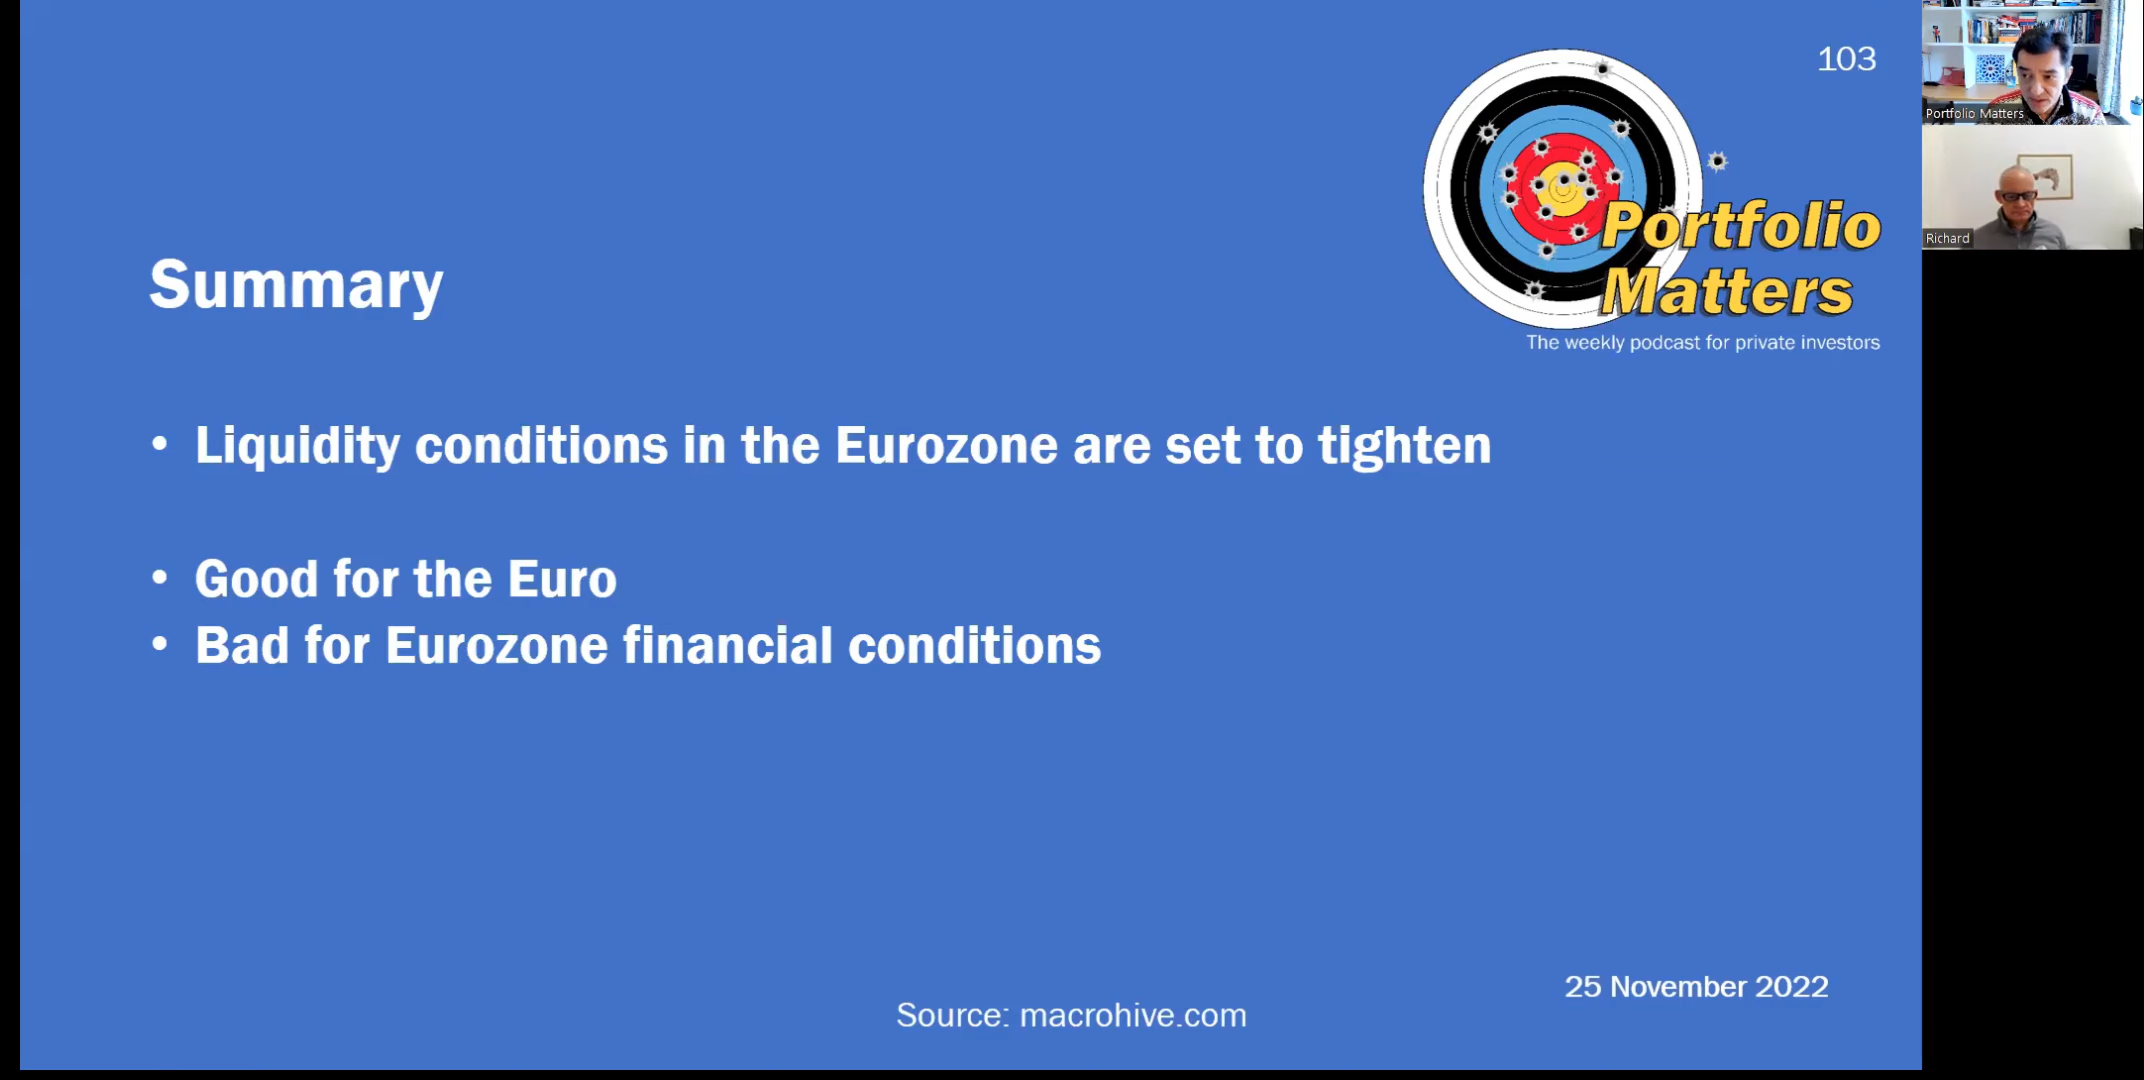 103
Portfolio
Matters
The weekly podcast for private investors
Summary
• Liquidity conditions in the Eurozone are set to tighten
• Good for the Euro
• Bad for Eurozone financial conditions
25 November 2022
Source: macrohive.com
Portfolio Matters
Richard